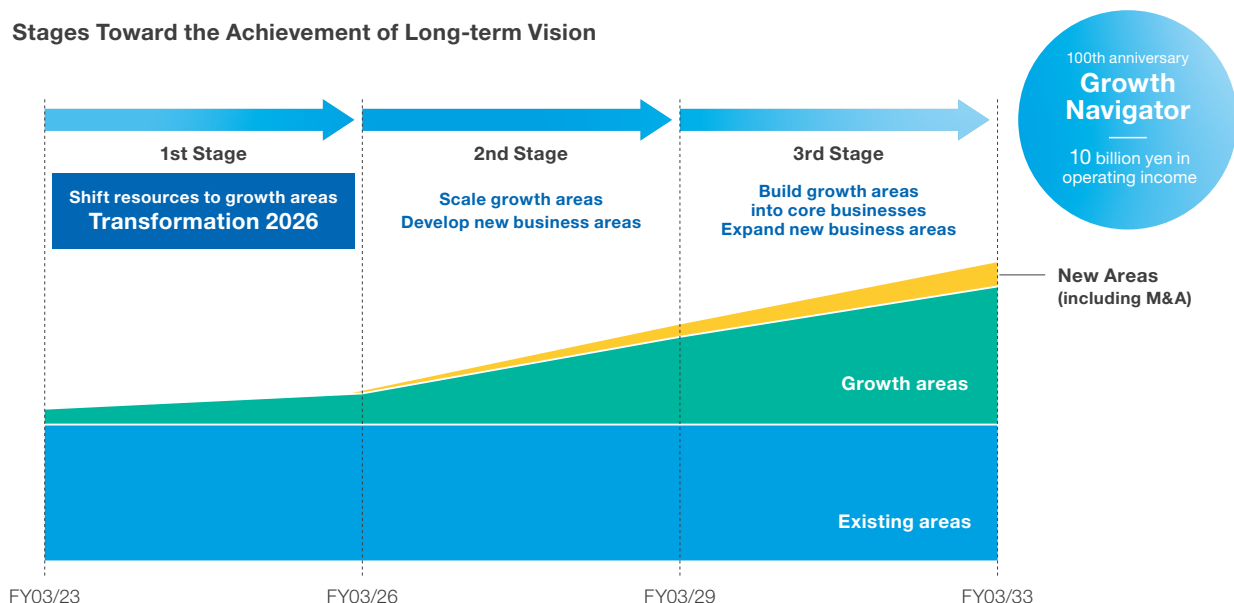 Stages Toward the Achievement of Long-term Vision
100th anniversary
Growth
Navigator
10 billion yen in
operating income
1st Stage
Shift resources to growth areas
Transformation 2026
2nd Stage
Scale growth areas
Develop new business areas
3rd Stage
Build growth areas
into core businesses
Expand new business areas
New Areas
(including M&A)
Growth areas
Existing areas
FY03/23
FY03/26
FY03/29
FY03/33